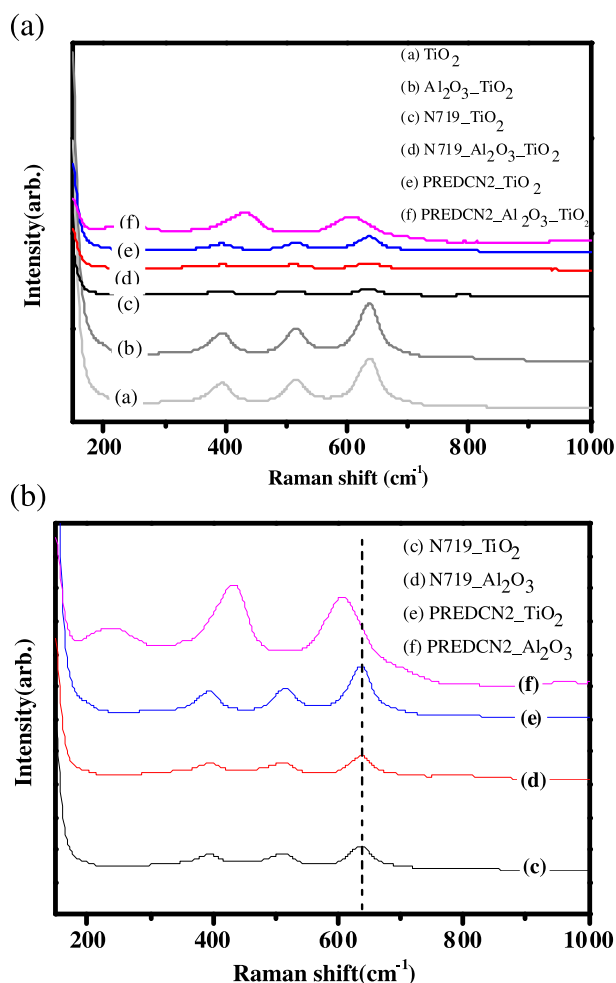 (a)
(a) TiO2
(b) Al2O3_TiO2
(c) N719_TiO2
(d) N719_Al2O3_TiO2
(e) PREDCN2_TiO2
(f) PREDCN2_Al2O3_TiO2
(f)
(e)
(d)
(c)
(b)
(a)
Intensity(arb.)
200 400 600 800 1000
Raman shift (cm-1)
(b)
(c) N719_TiO2
(d) N719_Al2O3
(e) PREDCN2_TiO2
(f) PREDCN2_Al2O3
(f)
(e)
(d)
(c)
Intensity(arb.)
200 400 600 800 1000
Raman shift(cm-1)